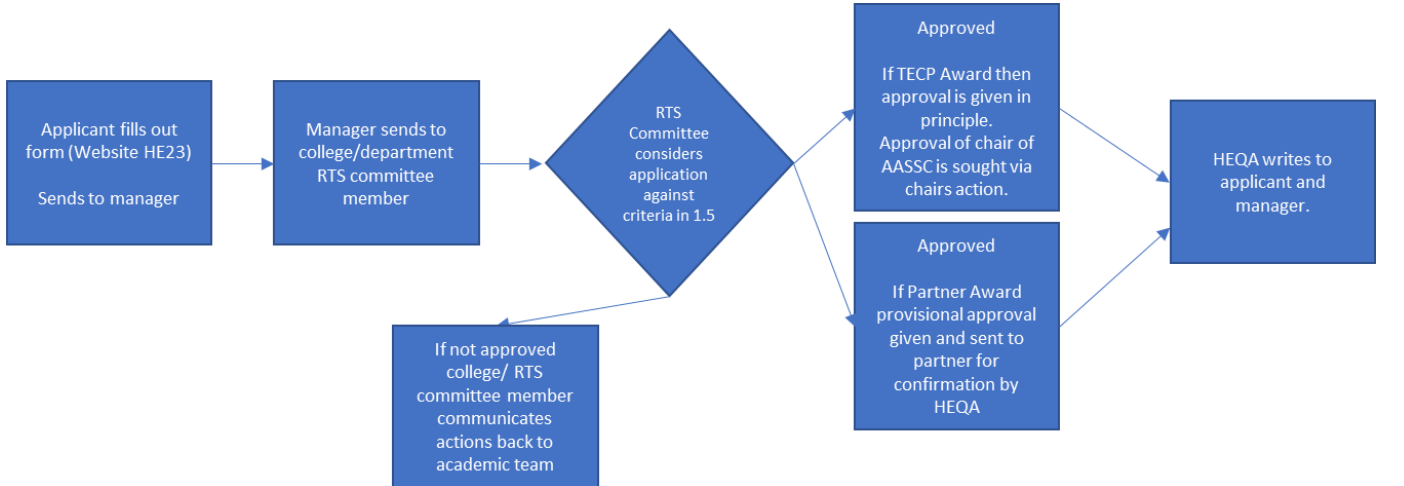 Applicant fills out
form (Website HE23)
Sends to manager
Manager sends to
college/department
RTS committee
member
RTS
Committee
considers
application
against
criteria in 1.5
If not approved
college/ RTS
committee member
communicates
actions back to
academic team
Approved
If TECP Award then
approval is given in
principle.
Approval of chair of
AASSC is sought via
chairs action.
Approved
If Partner Award
provisional approval
given and sent to
partner for
confirmation by
HEQA
HEQA writes to
applicant and
manager.